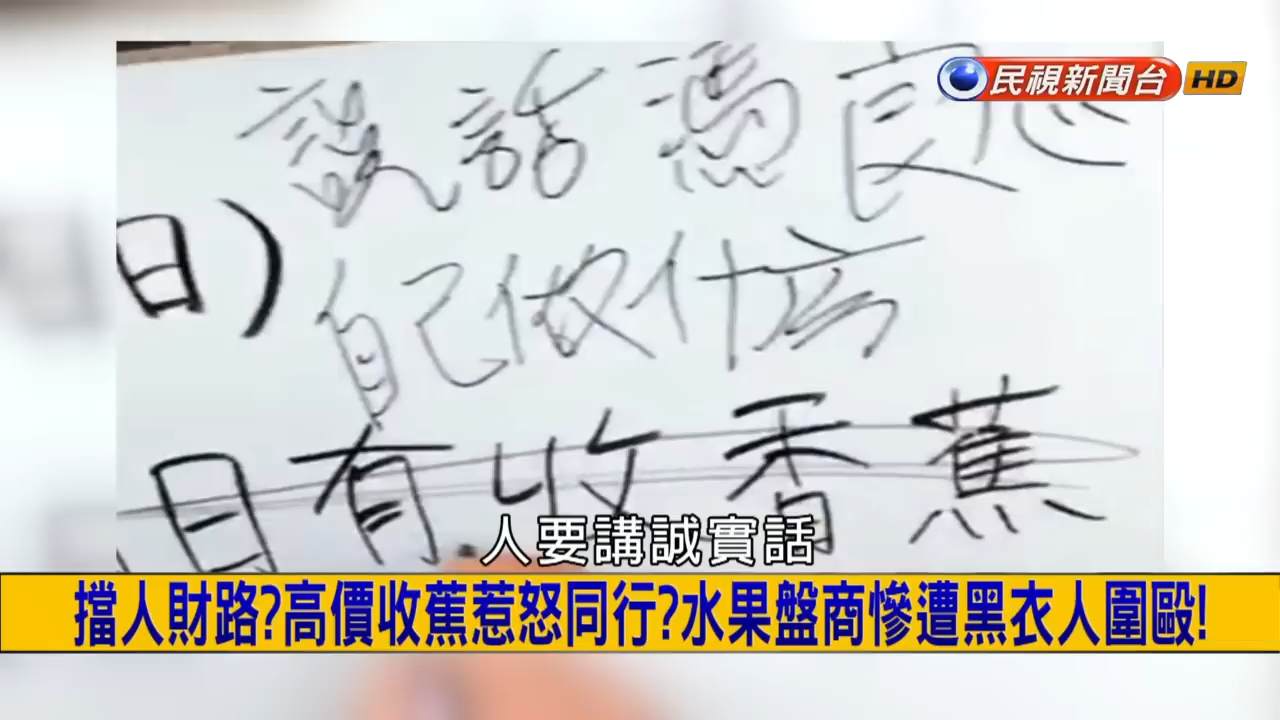 民視新聞台 HD
説話憑良心
日)
自己做什么
日有收香蕉
人要講誠實話
擋人財路?高價收蕉惹怒同行?水果盤商慘遭黑衣人圍毆!